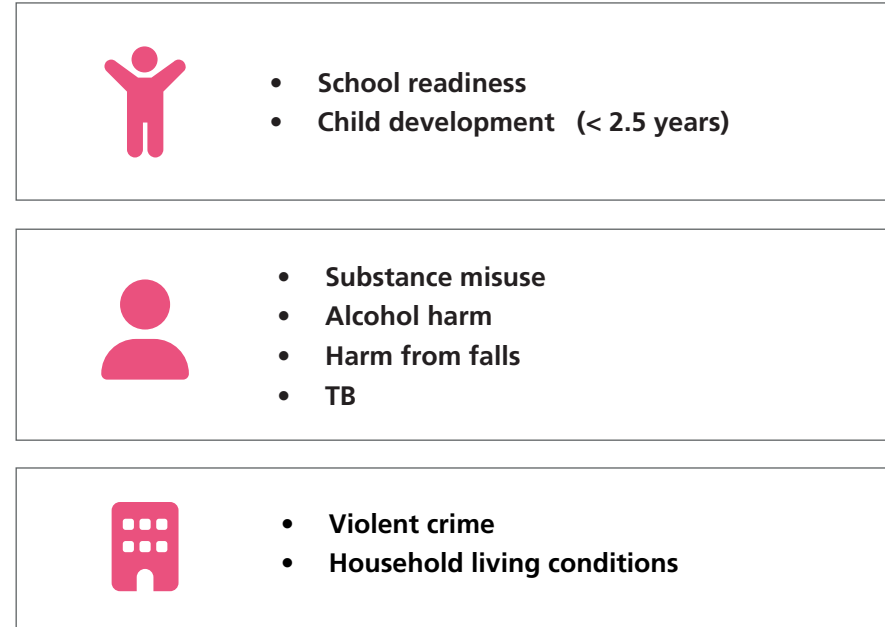 • School readiness
• Child development (< 2.5 years)
• Substance misuse
• Alcohol harm
• Harm from falls
• TB
• Violent crime
• Household living conditions